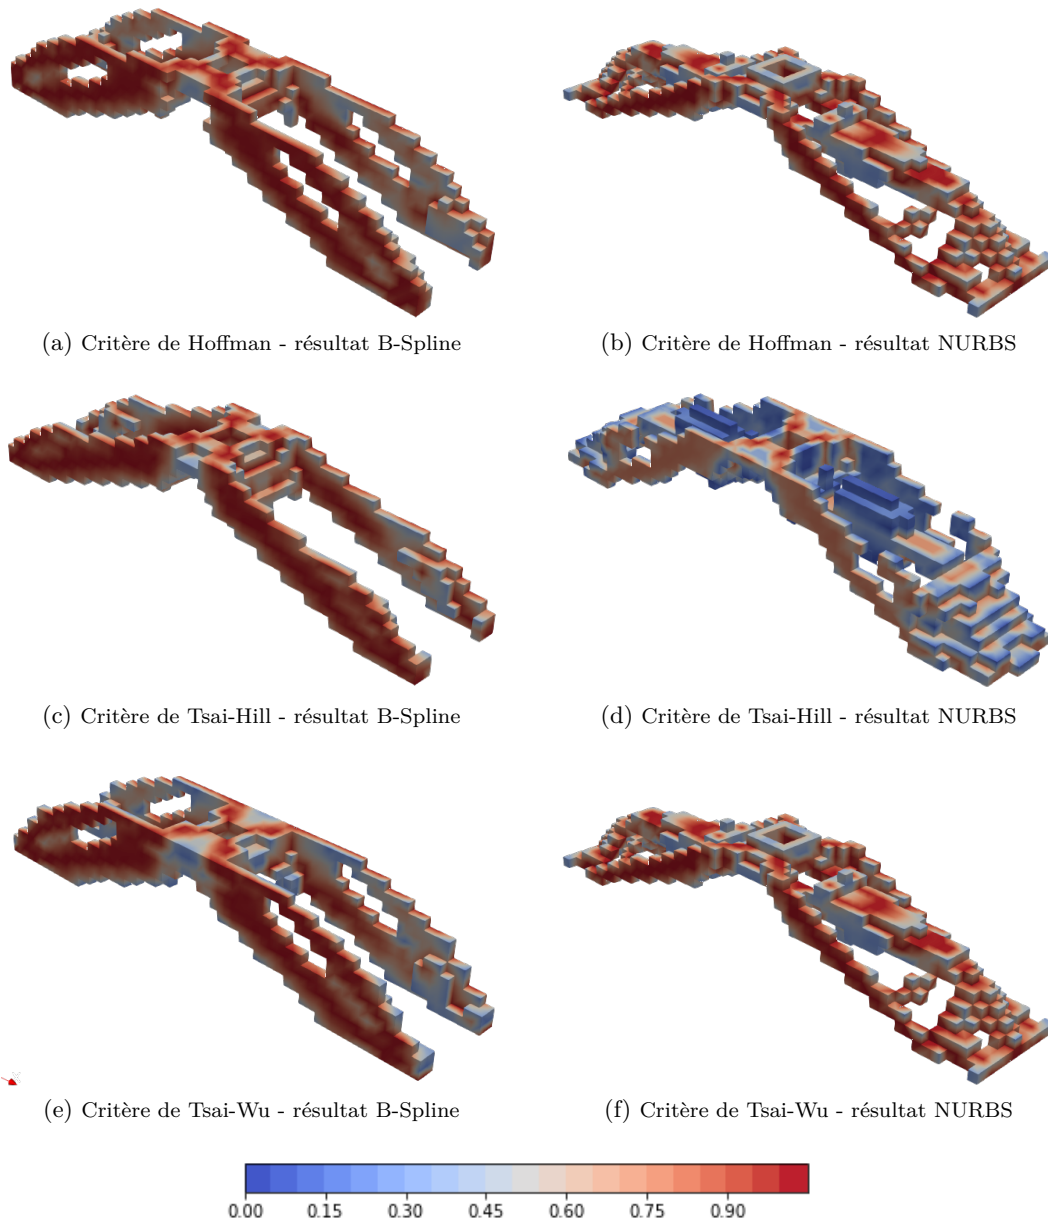 (a) Critère de Hoffman - résultat B-Spline
(b) Critère de Hoffman - résultat NURBS
(c) Critère de Tsai-Hill - résultat B-Spline
(d) Critère de Tsai-Hill - résultat NURBS
(e) Critère de Tsai-Wu - résultat B-Spline
(f) Critère de Tsai-Wu - résultat NURBS
0.00 0.15 0.30 0.45 0.60 0.75 0.90